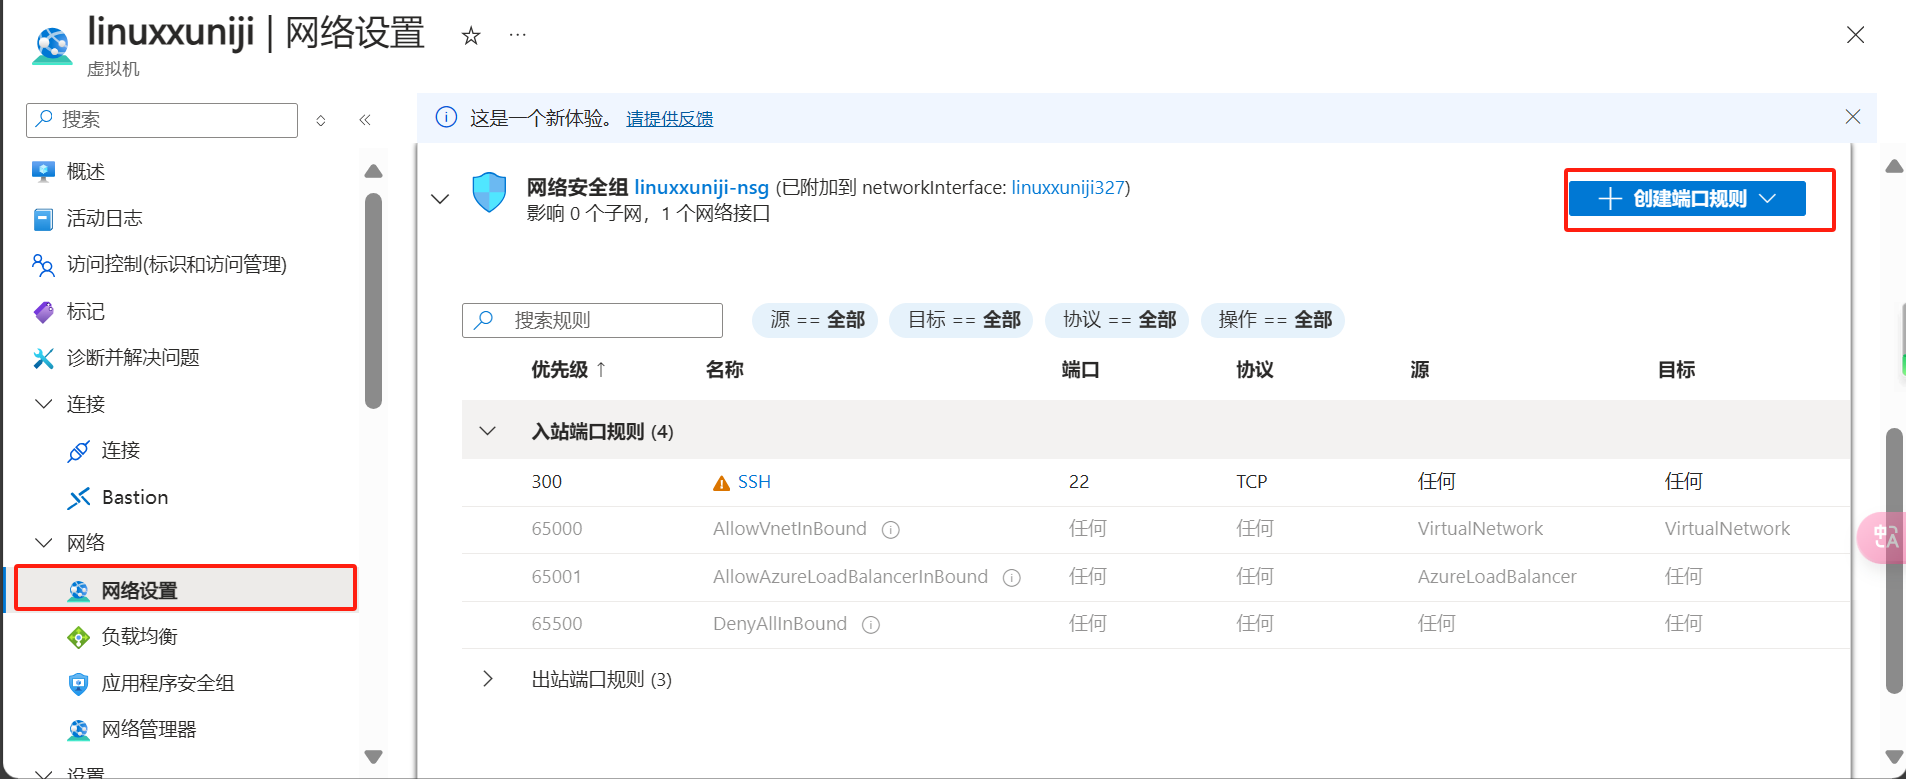 linuxxuniji | 网络设置
虚拟机
搜索
概述
活动日志
访问控制(标识和访问管理)
标记
诊断并解决问题
连接
连接
Bastion
网络
网络设置
负载均衡
应用程序安全组
网络管理器
设置
这是一个新体验。 请提供反馈
网络安全组 linuxxuniji-nsg (已附加到 networkInterface: linuxxuniji327)
影响 0 个子网，1 个网络接口
创建端口规则
搜索规则
源 == 全部 目标 == 全部 协议 == 全部 操作 == 全部
优先级 ↑ 名称 端口 协议 源 目标
入站端口规则 (4)
300 SSH 22 TCP 任何 任何
65000 AllowVnetInBound 任何 任何 VirtualNetwork VirtualNetwork
65001 AllowAzureLoadBalancerInBound 任何 任何 AzureLoadBalancer 任何
65500 DenyAllInBound 任何 任何 任何 任何
出站端口规则 (3)
中A